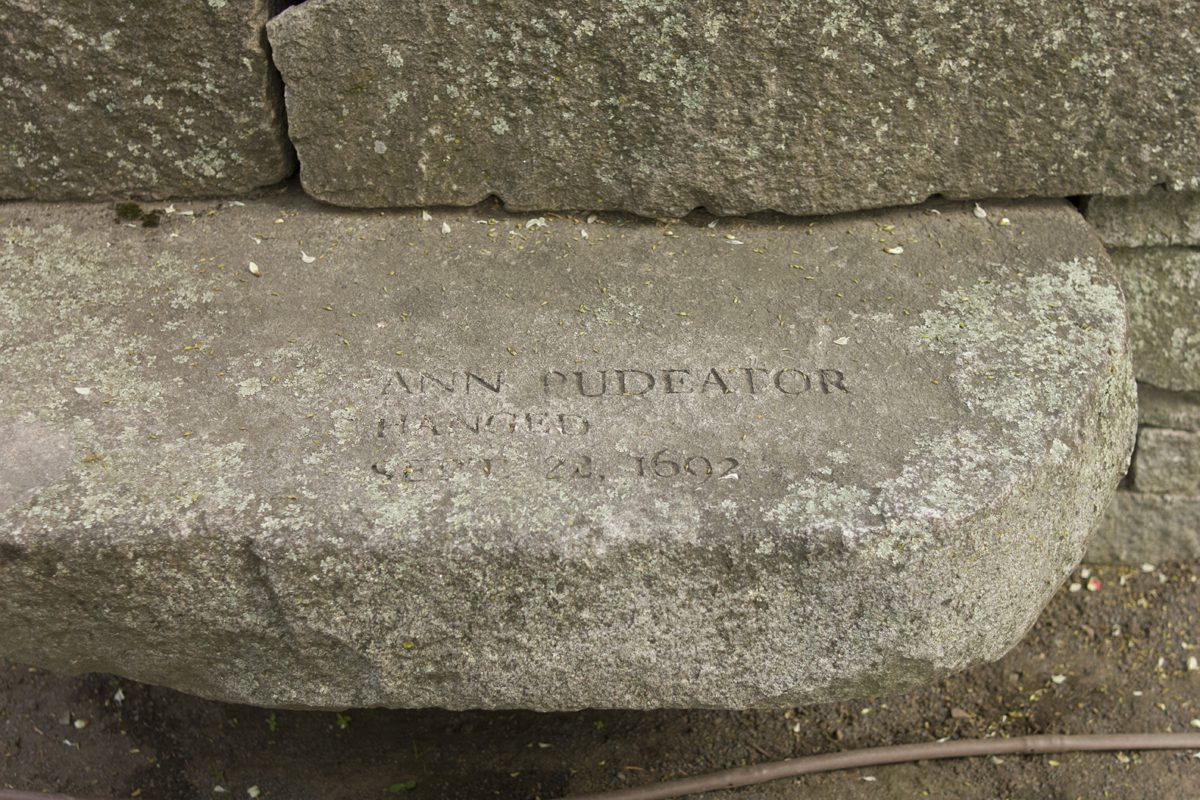 ANN PUDEATOR
HANGED
SEPT. 22, 1692